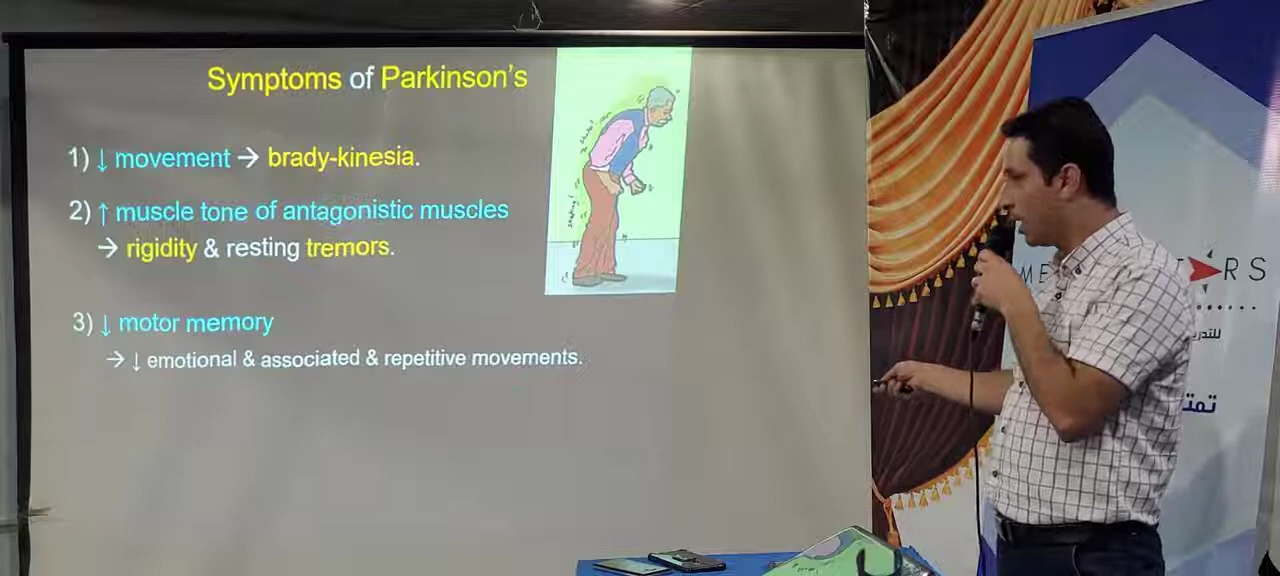 Symptoms of Parkinson's
1) ↓ movement → brady-kinesia.
2) ↑ muscle tone of antagonistic muscles
→ rigidity & resting tremors.
3) ↓ motor memory
→ ↓ emotional & associated & repetitive movements.